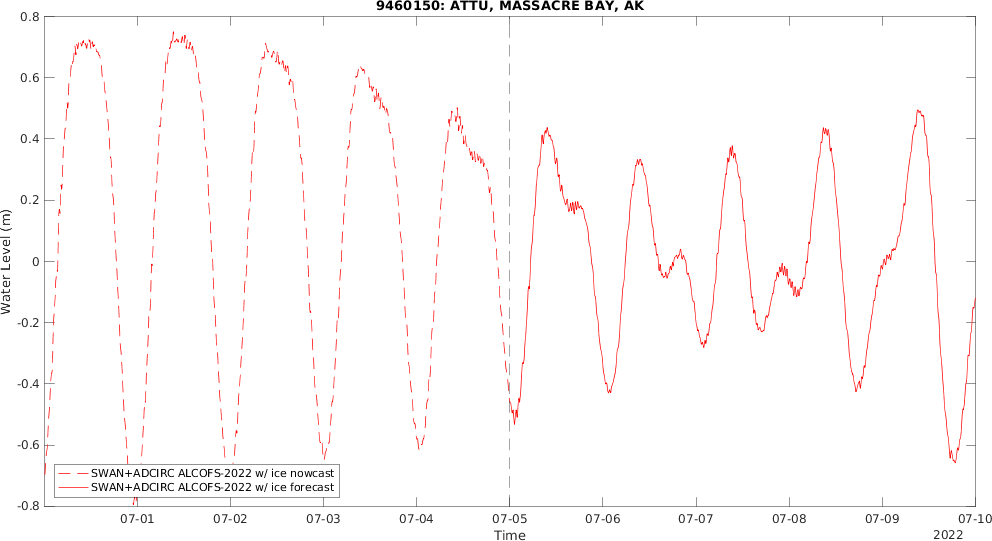 9460150: ATTU, MASSACRE BAY, AK
Water Level (m)
0.8
0.6
0.4
0.2
0
-0.2
-0.4
-0.6
-0.8
SWAN+ADCIRC ALCOFS-2022 w/ ice nowcast
SWAN+ADCIRC ALCOFS-2022 w/ ice forecast
07-01 07-02 07-03 07-04 07-05 07-06 07-07 07-08 07-09 07-10
Time
2022